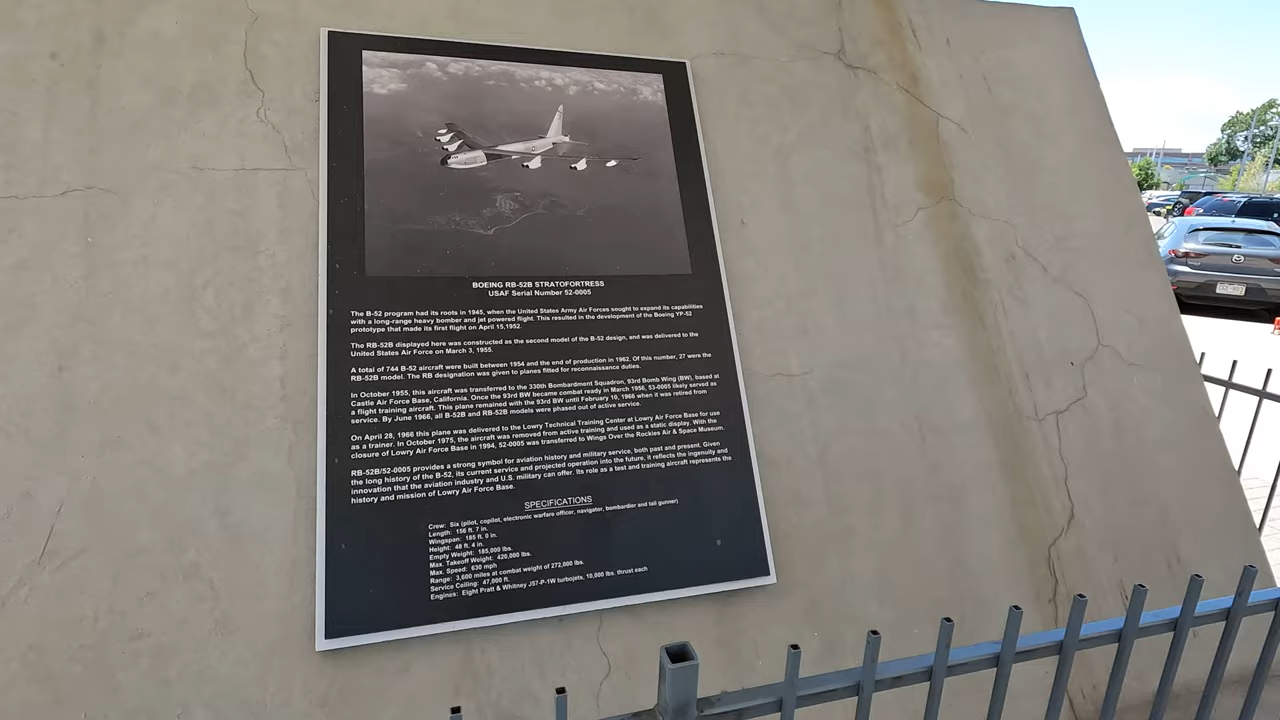 BOEING RB-52B STRATOFORTRESS
USAF Serial Number 52-0005
The B-52 program had its roots in 1945, when the United States Army Air Forces sought to expand its capabilities
with a long-range heavy bomber and jet powered flight. This resulted in the development of the Boeing YP-52
prototype that made its first flight on April 15,1952.
The RB-52B displayed here was constructed as the second model of the B-52 design, and was delivered to the
United States Air Force on March 3, 1955.
A total of 744 B-52 aircraft were built between 1954 and the end of production in 1962. Of this number, 27 were the
RB-52B model. The RB designation was given to planes fitted for reconnaissance duties.
In October 1955, this aircraft was transferred to the 330th Bombardment Squadron, 93rd Bomb Wing (BW), based at
Castle Air Force Base, California. Once the 93rd BW became combat ready in March 1956, 53-0005 likely served as
a flight training aircraft. This plane remained with the 93rd BW until February 10, 1966 when it was retired from
service. By June 1966, all B-52B and RB-52B models were phased out of active service.
On April 28, 1966 this plane was delivered to the Lowry Technical Training Center at Lowry Air Force Base for use
as a trainer. In October 1975, the aircraft was removed from active training and used as a static display. With the
closure of Lowry Air Force Base in 1994, 52-0005 was transferred to Wings Over the Rockies Air & Space Museum.
RB-52B/52-0005 provides a strong symbol for aviation history and military service, both past and present. Given
the long history of the B-52, its current service and projected operation into the future, it reflects the ingenuity and
innovation that the aviation industry and U.S. military can offer. Its role as a test and training aircraft represents the
history and mission of Lowry Air Force Base.
SPECIFICATIONS
Crew: Six (pilot, copilot, electronic warfare officer, navigator, bombardier and tail gunner)
Length: 156 ft. 7 in.
Wingspan: 185 ft. 0 in.
Height: 48 ft. 4 in.
Empty Weight: 185,000 lbs.
Max. Takeoff Weight: 420,000 lbs.
Max. Speed: 630 mph
Range: 3,600 miles at combat weight of 272,000 lbs.
Service Ceiling: 47,000 ft.
Engines: Eight Pratt & Whitney J57-P-1W turbojets, 10,000 lbs. thrust each